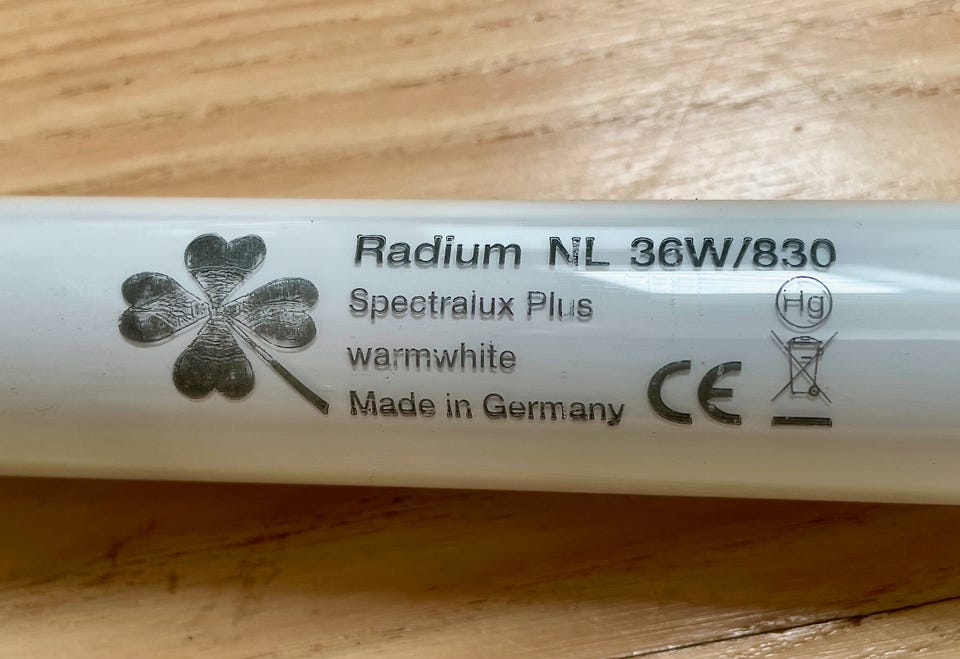 Radium NL 36W/830
Spectralux Plus
Hg
warmwhite
Made in Germany CE